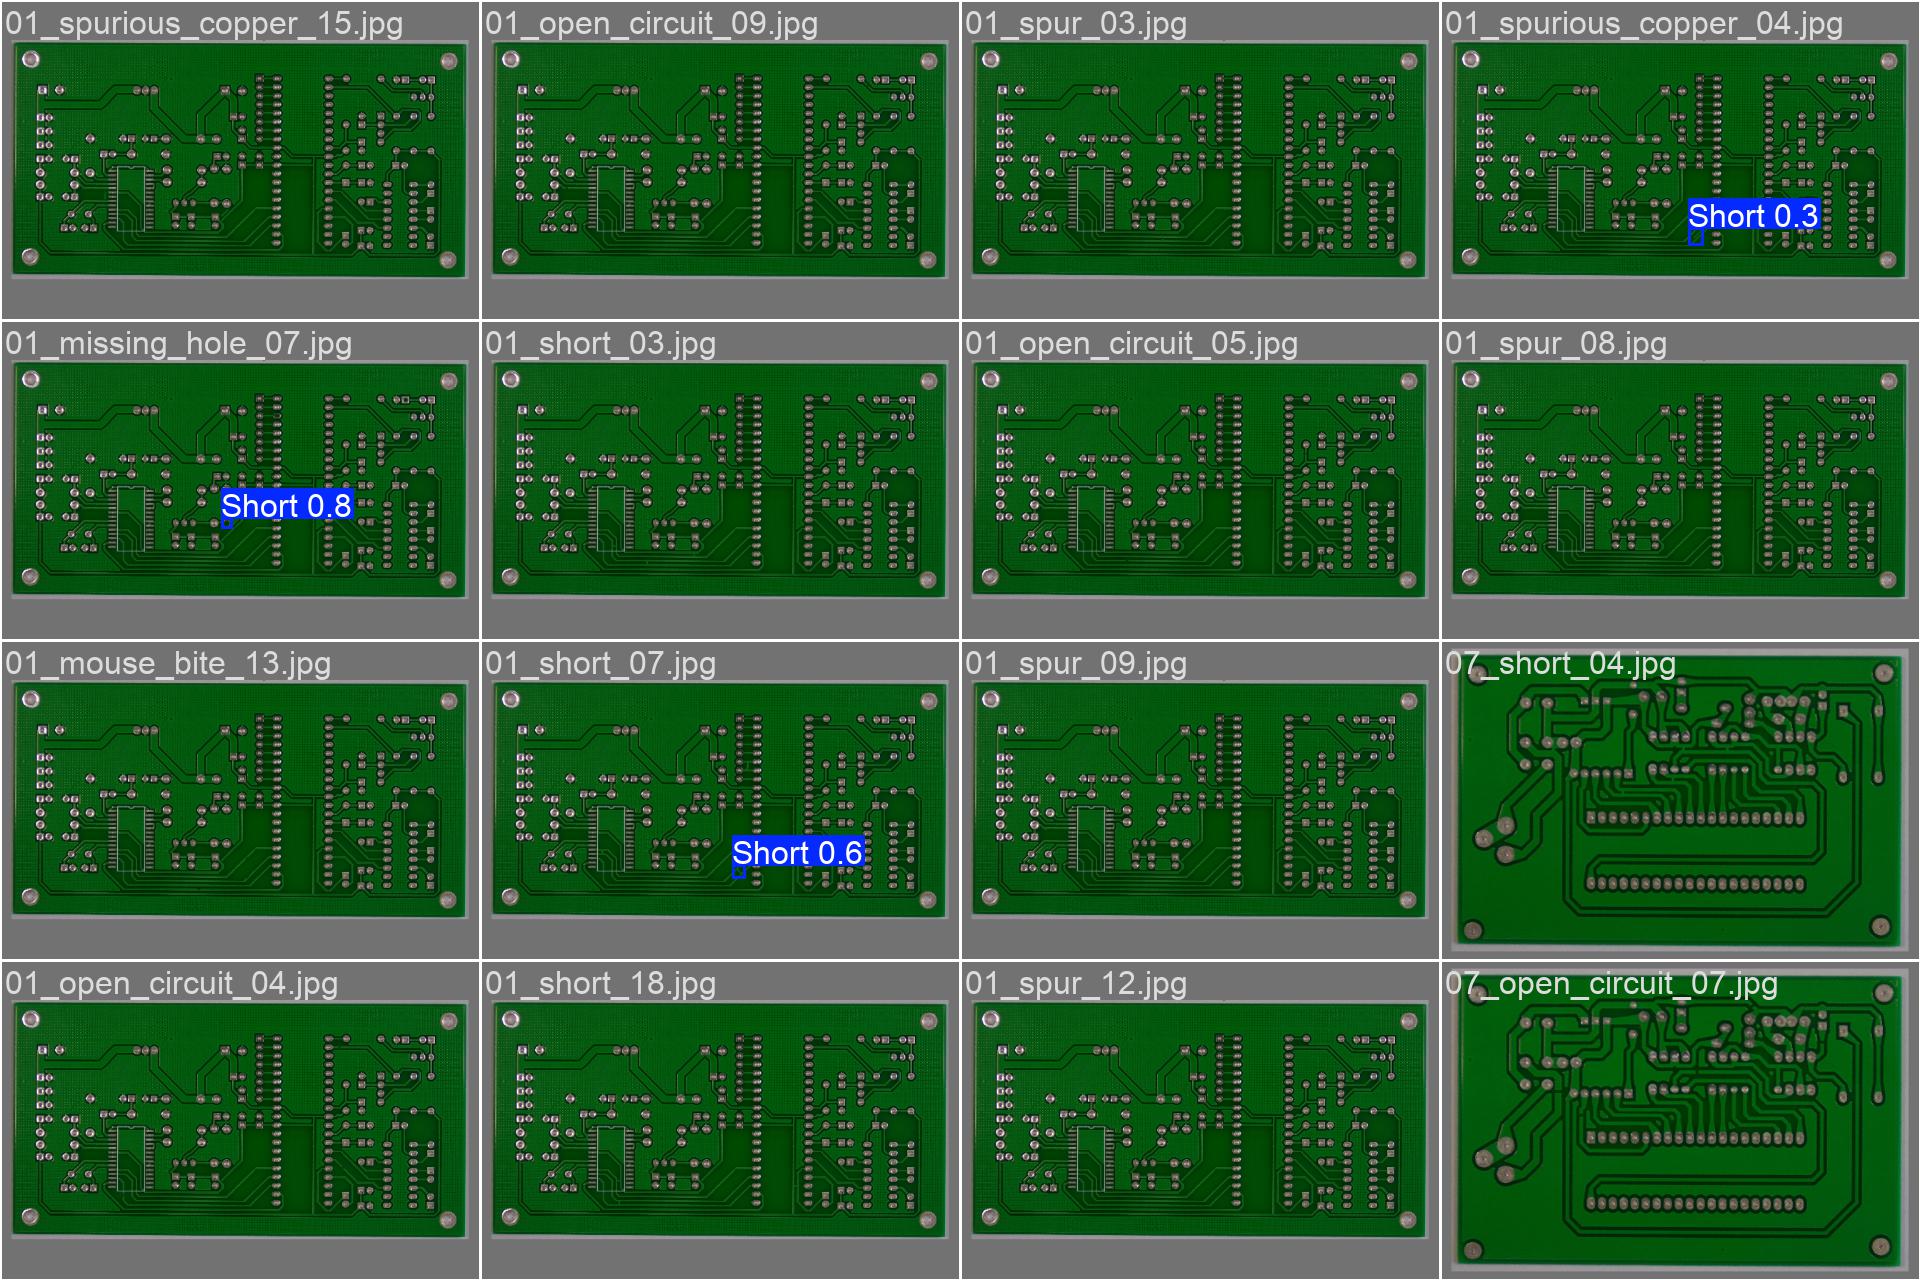 01_spurious_copper_15.jpg
01_open_circuit_09.jpg
01_spur_03.jpg
01_spurious_copper_04.jpg
Short 0.3
01_missing_hole_07.jpg
01_short_03.jpg
01_open_circuit_05.jpg
01_spur_08.jpg
Short 0.8
01_mouse_bite_13.jpg
01_short_07.jpg
01_spur_09.jpg
07_short_04.jpg
Short 0.6
01_open_circuit_04.jpg
01_short_18.jpg
01_spur_12.jpg
07_open_circuit_07.jpg